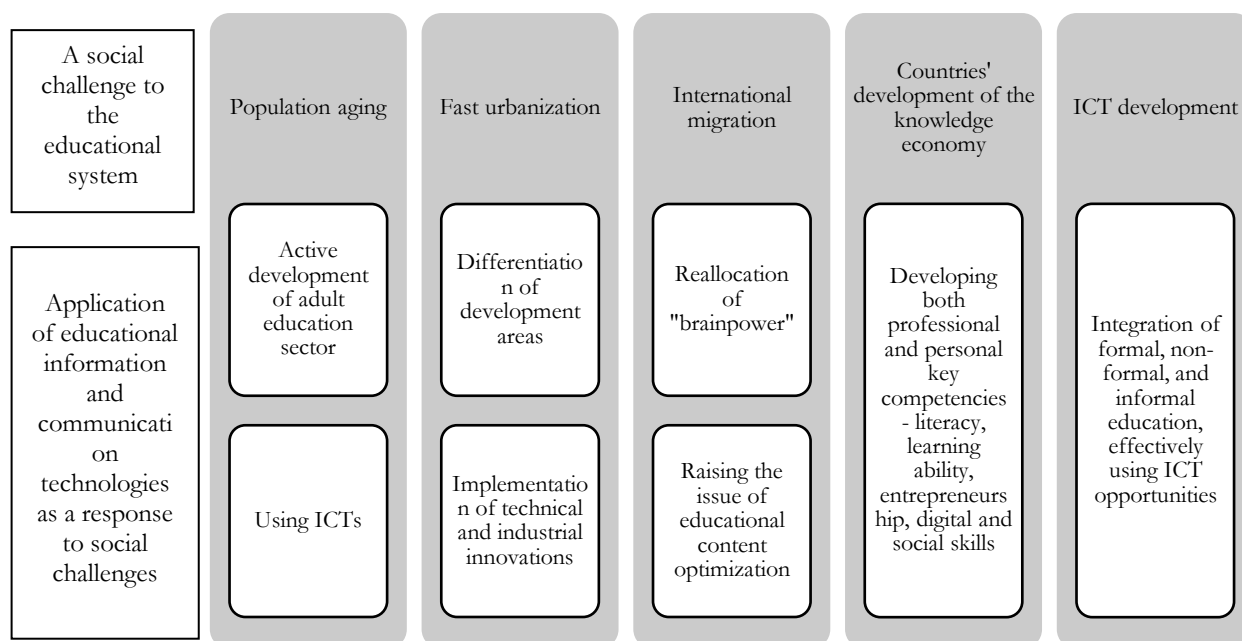 A social
challenge to
the
educational
system
Population aging
Fast urbanization
International
migration
Countries'
development of the
knowledge
economy
ICT development
Application
of educational
information
and
communicati
on
technologies
as a response
to social
challenges
Active
development
of adult
education
sector
Using ICTs
Differentiatio
n of
development
areas
Implementatio
n of technical
and industrial
innovations
Reallocation
of
"brainpower"
Raising the
issue of
educational
content
optimization
Developing
both
professional
and personal
key
competencies
- literacy,
learning
ability,
entrepreneurs
hip, digital and
social skills
Integration of
formal, non-
formal, and
informal
education,
effectively
using ICT
opportunities